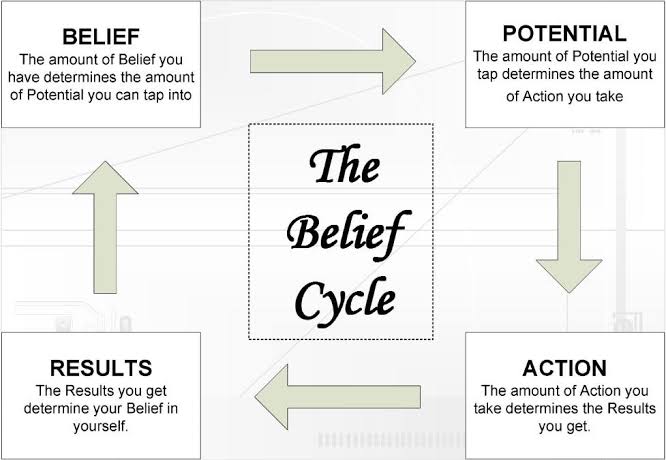 BELIEF
The amount of Belief you
have determines the amount
of Potential you can tap into
POTENTIAL
The amount of Potential you
tap determines the amount
of Action you take
The
Belief
Cycle
RESULTS
The Results you get
determine your Belief in
yourself.
ACTION
The amount of Action you
take determines the Results
you get.